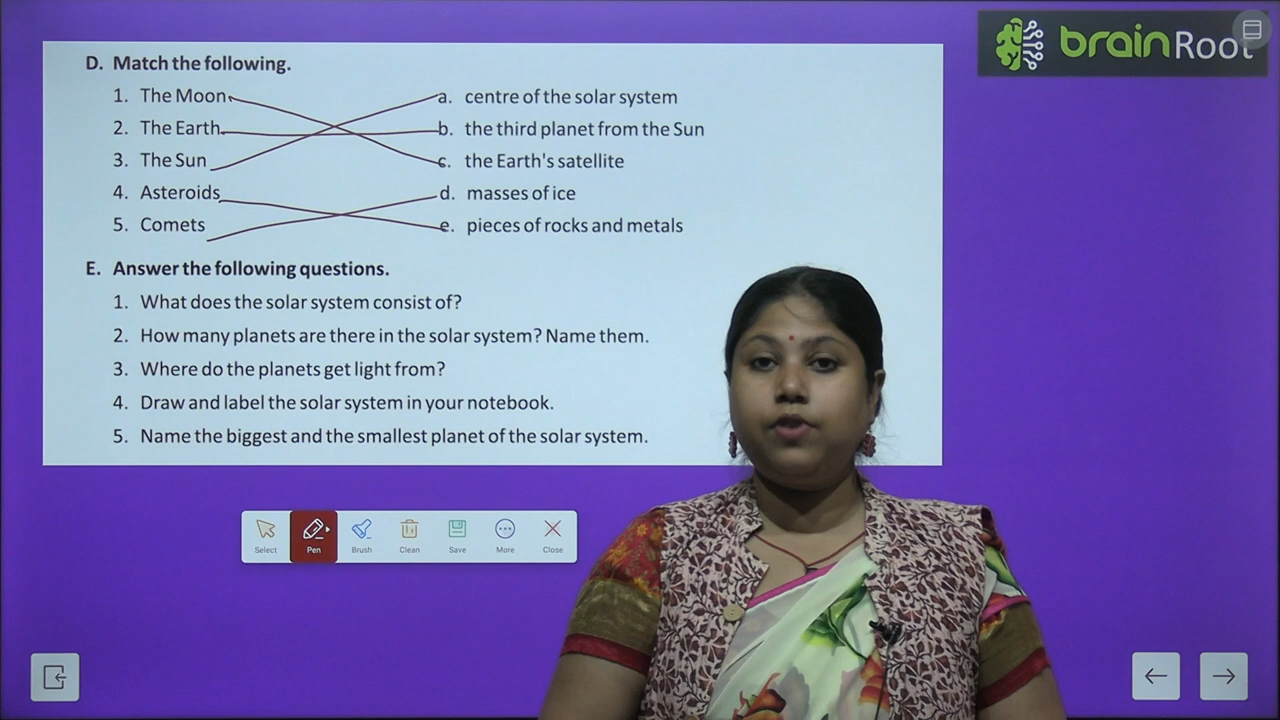 brainRoot
D. Match the following.
1. The Moon a. centre of the solar system
2. The Earth b. the third planet from the Sun
3. The Sun c. the Earth's satellite
4. Asteroids d. masses of ice
5. Comets e. pieces of rocks and metals
E. Answer the following questions.
1. What does the solar system consist of?
2. How many planets are there in the solar system? Name them.
3. Where do the planets get light from?
4. Draw and label the solar system in your notebook.
5. Name the biggest and the smallest planet of the solar system.
Select Pen Brush Clean Save More Close